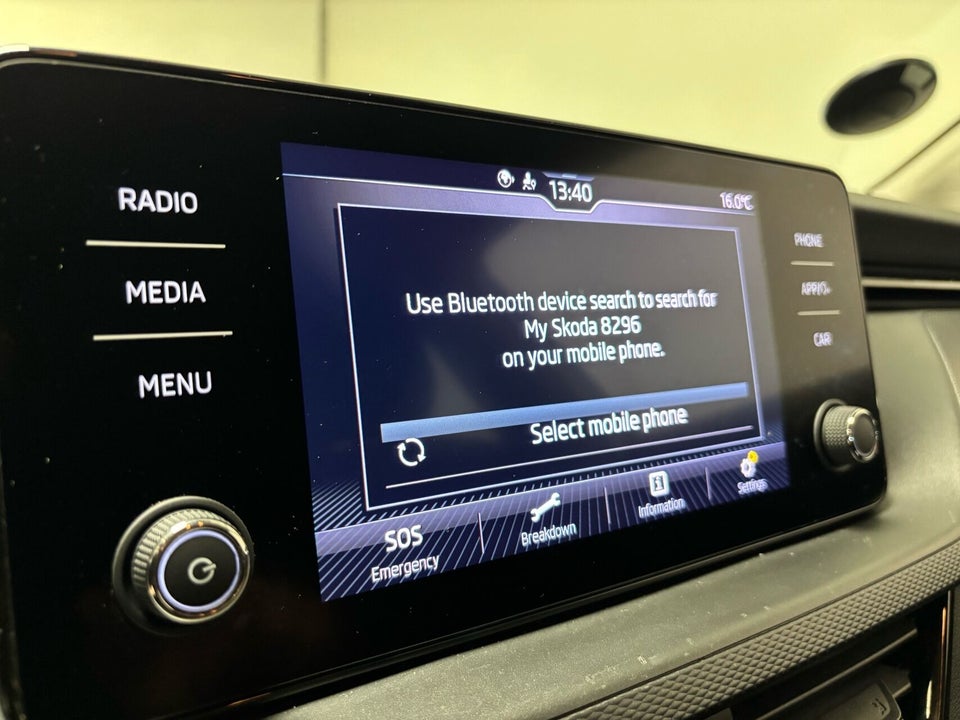 RADIO
MEDIA
MENU
13:40
16.0°C
Use Bluetooth device search to search for
My Skoda 8296
on your mobile phone.
Select mobile phone
SOS
Emergency
Breakdown
Information
Settings
PHONE
CAR